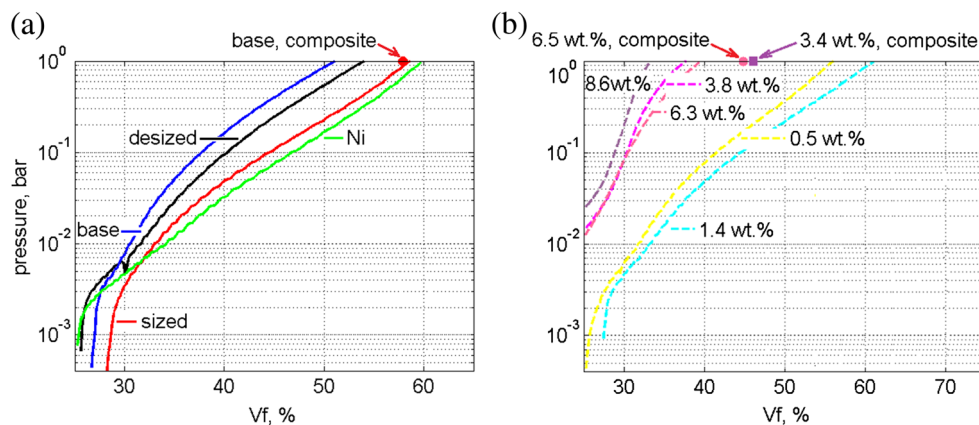 (a)
base, composite
10^0
desized
Ni
10^-1
pressure, bar
base
10^-2
sized
10^-3
30 40 50 60
Vf, %
(b)
6.5 wt.%, composite
3.4 wt.%, composite
10^0
8.6wt.%
3.8 wt.%
6.3 wt.%
0.5 wt.%
10^-1
1.4 wt.%
10^-2
10^-3
30 40 50 60 70
Vf, %